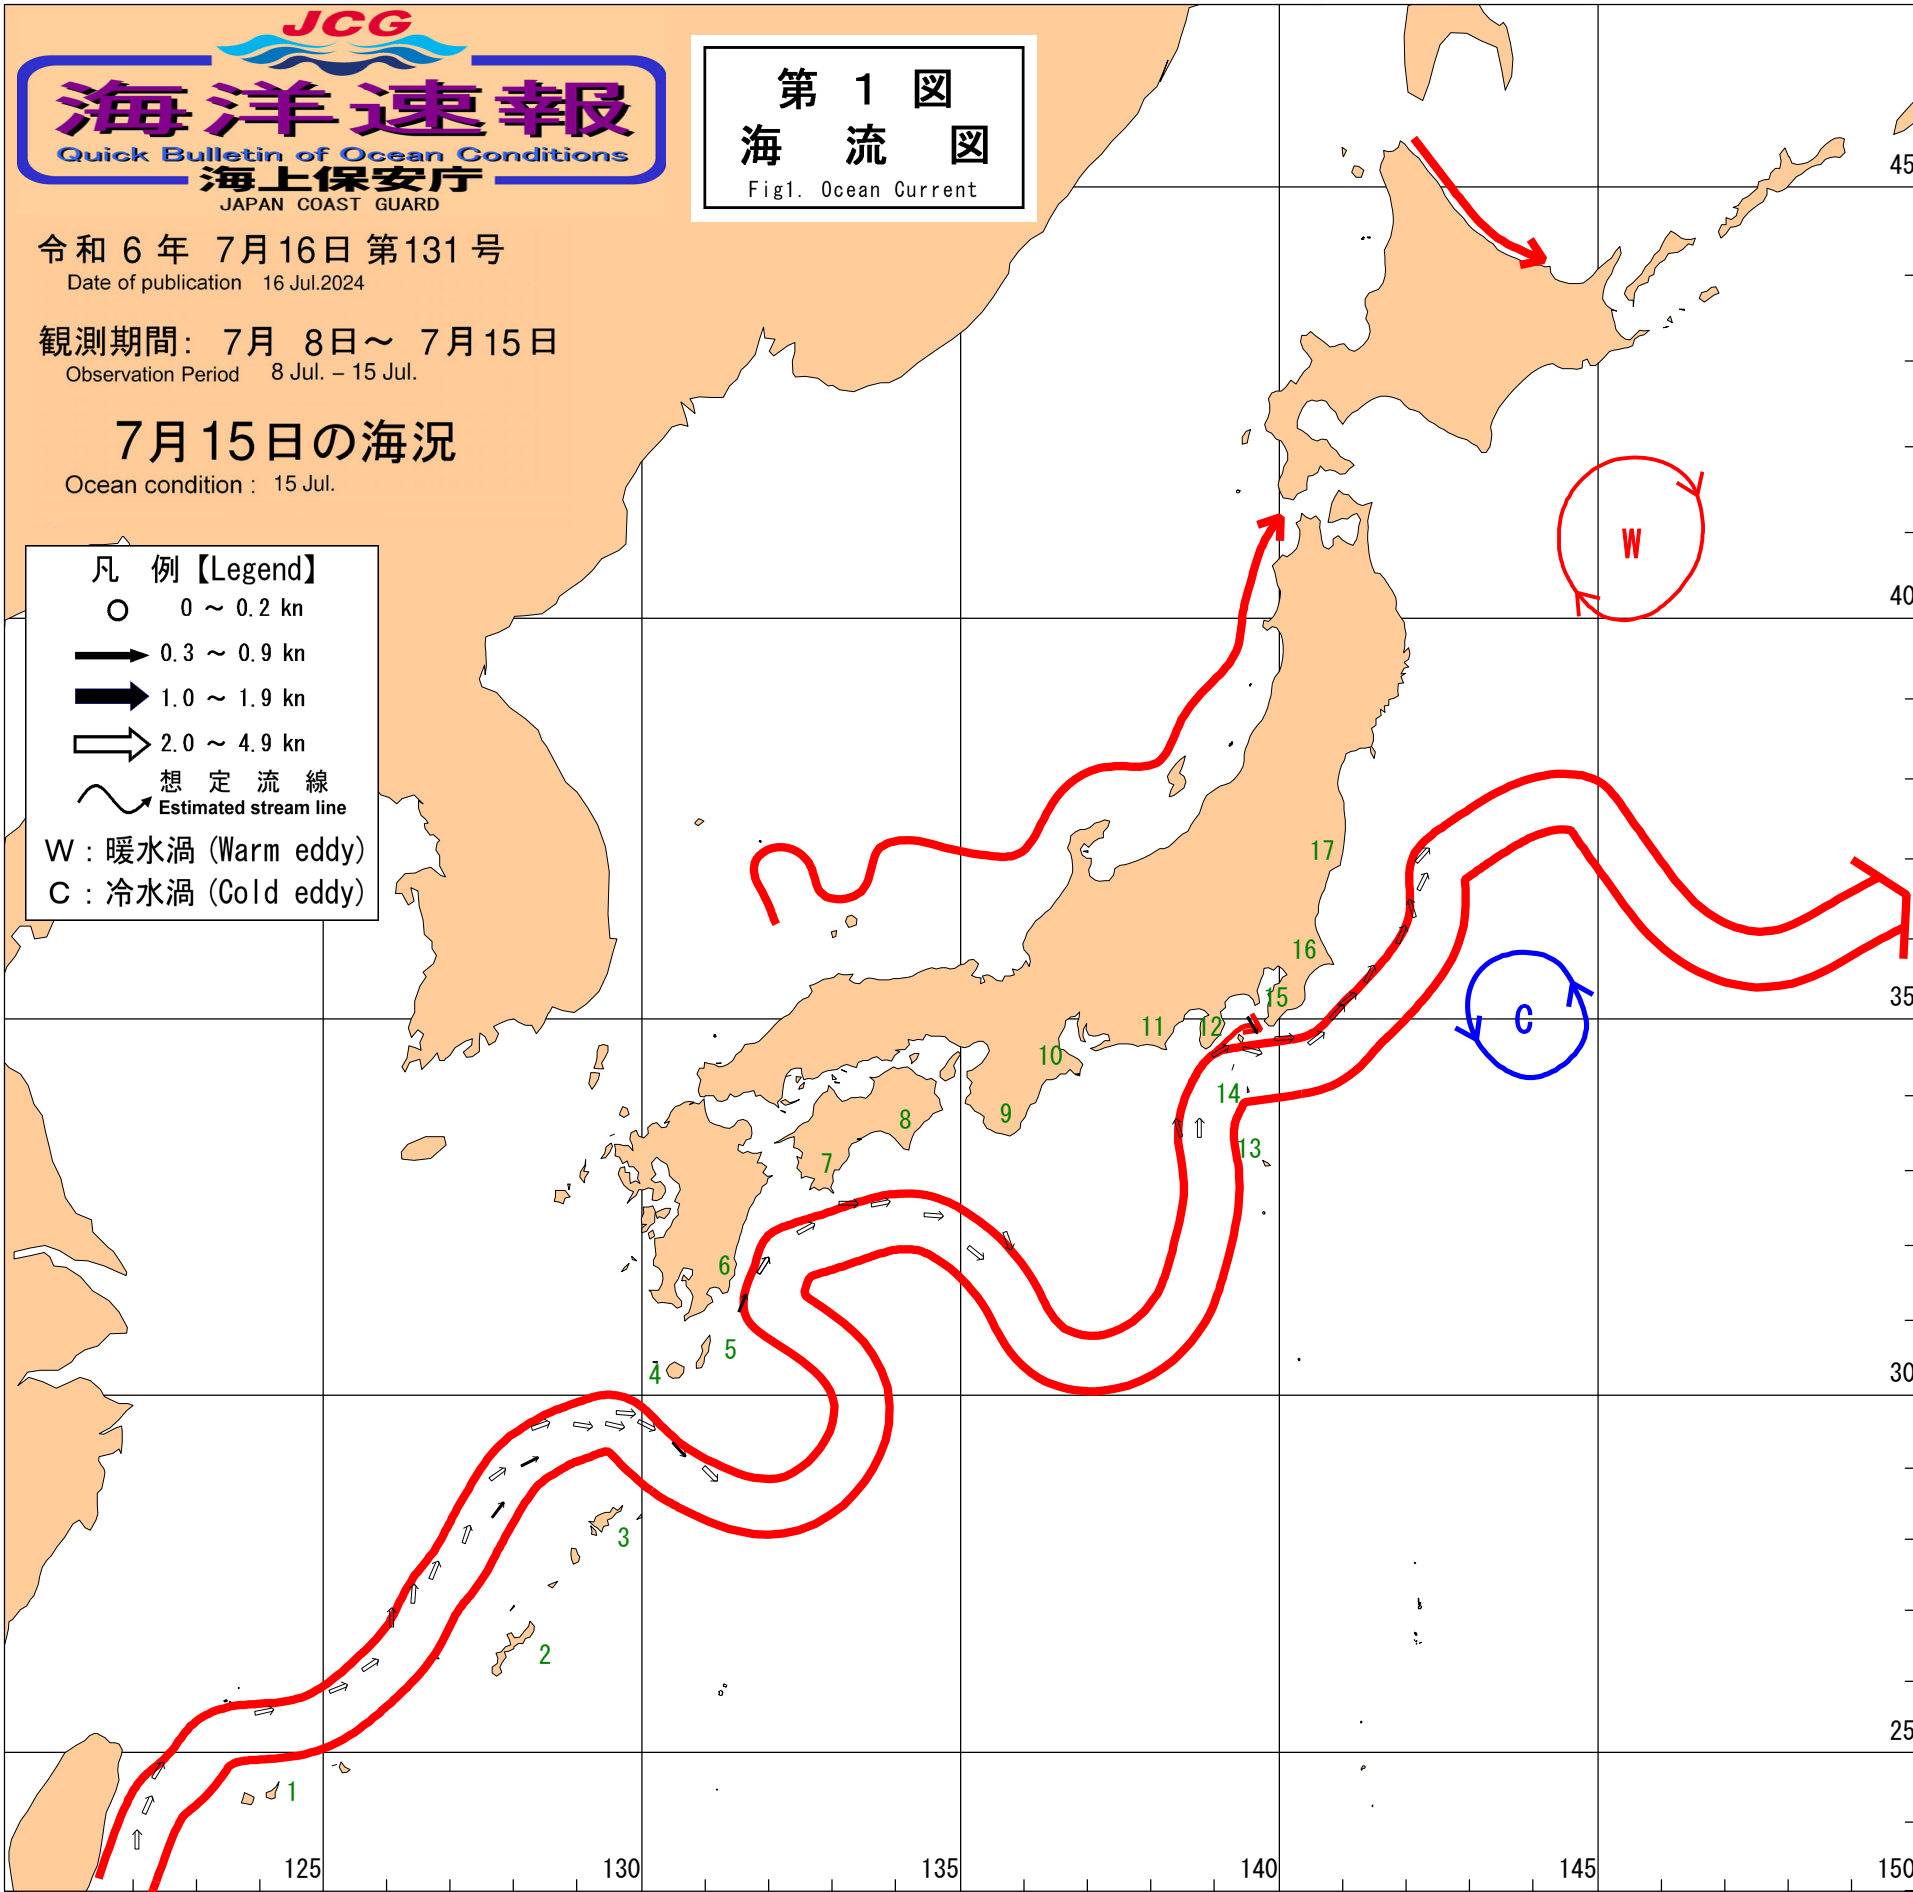 JCG
海洋速報
Quick Bulletin of Ocean Conditions
海上保安庁
JAPAN COAST GUARD
第 1 図
海 流 図
Fig1. Ocean Current
令和 6 年 7月16日 第131 号
Date of publication 16 Jul.2024
観測期間: 7月 8日～ 7月15日
Observation Period 8 Jul. – 15 Jul.
7月15日の海況
Ocean condition : 15 Jul.
凡 例【Legend】
0 ～ 0.2 kn
0.3 ～ 0.9 kn
1.0 ～ 1.9 kn
2.0 ～ 4.9 kn
想 定 流 線
Estimated stream line
W : 暖水渦 (Warm eddy)
C : 冷水渦 (Cold eddy)
45
W
40
17
16
15
35
C
12
11
10
14
9
8
13
7
6
5
4
30
3
2
25
1
125
130
135
140
145
150